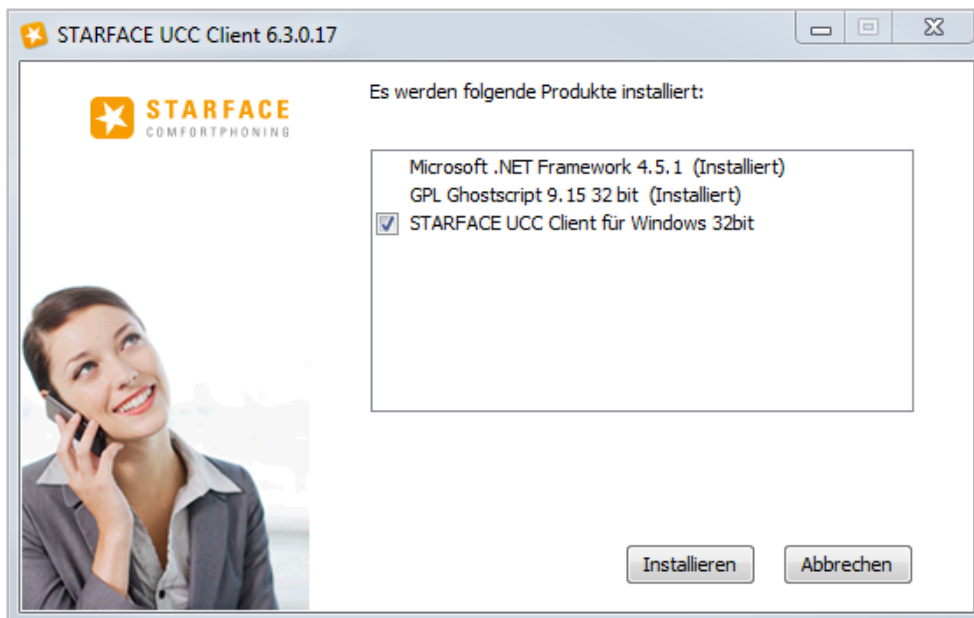 STARFACE UCC Client 6.3.0.17
STARFACE
COMFORTPHONING
Es werden folgende Produkte installiert:
Microsoft .NET Framework 4.5.1 (Installiert)
GPL Ghostscript 9.15 32 bit (Installiert)
STARFACE UCC Client für Windows 32bit
Installieren
Abbrechen